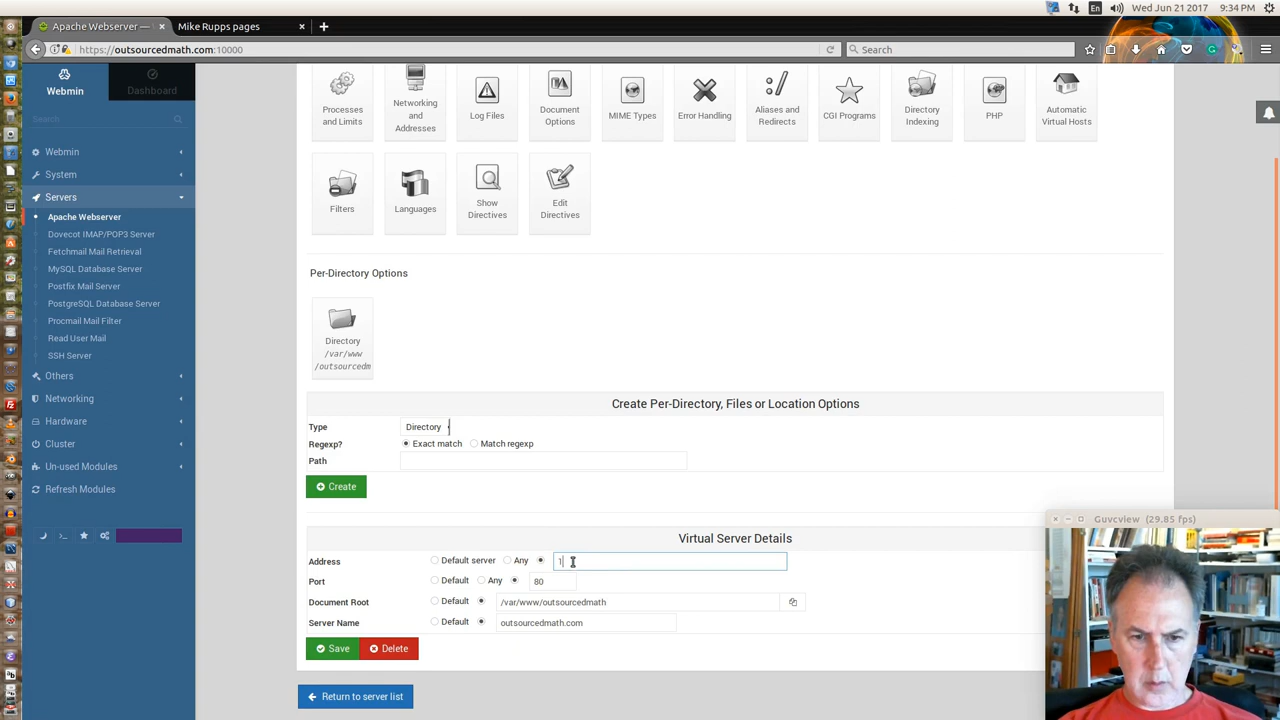 En
Wed Jun 21 2017
9:34 PM
Apache Webserver
Mike Rupps pages
https://outsourcedmath.com:10000
Search
Webmin
Dashboard
Search
Webmin
System
Servers
Apache Webserver
Dovecot IMAP/POP3 Server
Fetchmail Mail Retrieval
MySQL Database Server
Postfix Mail Server
PostgreSQL Database Server
Procmail Mail Filter
Read User Mail
SSH Server
Others
Networking
Hardware
Cluster
Un-used Modules
Refresh Modules
Processes
and Limits
Networking
and
Addresses
Log Files
Document
Options
MIME Types
Error Handling
Aliases and
Redirects
CGI Programs
Directory
Indexing
PHP
Automatic
Virtual Hosts
Filters
Languages
Show
Directives
Edit
Directives
Per-Directory Options
Directory
/var/www
/outsourcedm
Create Per-Directory, Files or Location Options
Type Directory
Regexp? Exact match Match regexp
Path
Create
Virtual Server Details
Address Default server Any 1
Port Default Any 80
Document Root Default /var/www/outsourcedmath
Server Name Default outsourcedmath.com
Save Delete
Return to server list
Guvcview (29.85 fps)